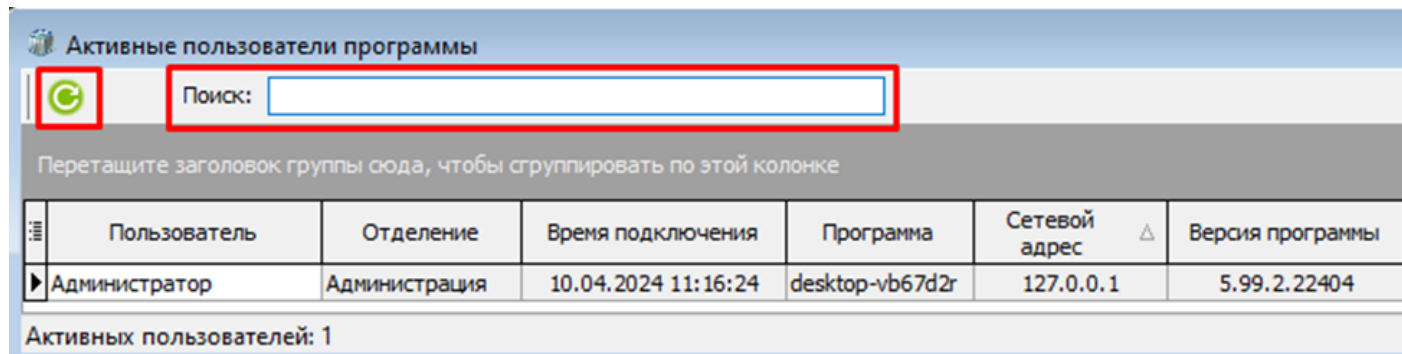 Активные пользователи программы
Поиск:
Перетащите заголовок группы сюда, чтобы сгруппировать по этой колонке
Пользователь Отделение Время подключения Программа Сетевой адрес Версия программы
Администратор Администрация 10.04.2024 11:16:24 desktop-vb67d2r 127.0.0.1 5.99.2.22404
Активных пользователей: 1